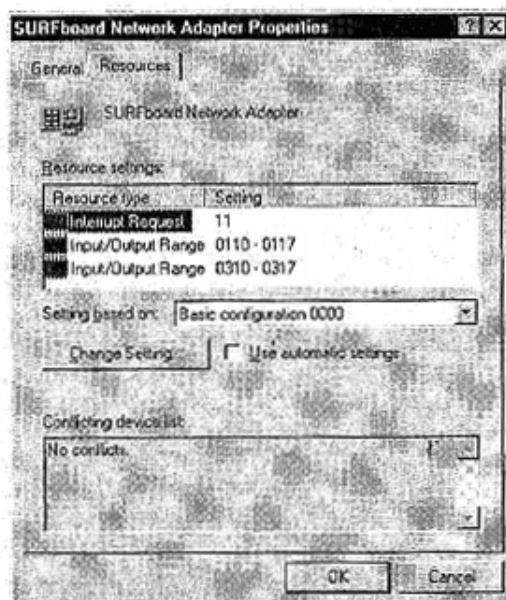 SURFboard Network Adapter Properties
General Resources
SURFboard Network Adapter
Resource settings:
Resource type Setting
Interrupt Request 11
Input/Output Range 0110 - 0117
Input/Output Range 0310 - 0317
Setting based on: Basic configuration 0000
Change Setting... Use automatic settings
Conflicting device list:
No conflicts.
OK Cancel